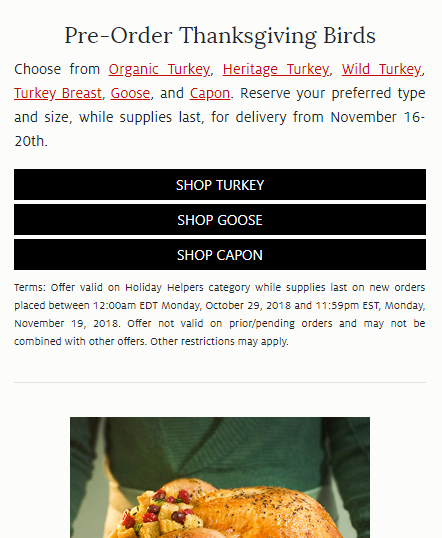 Pre-Order Thanksgiving Birds
Choose from Organic Turkey, Heritage Turkey, Wild Turkey,
Turkey Breast, Goose, and Capon. Reserve your preferred type
and size, while supplies last, for delivery from November 16-
20th.
SHOP TURKEY
SHOP GOOSE
SHOP CAPON
Terms: Offer valid on Holiday Helpers category while supplies last on new orders
placed between 12:00am EDT Monday, October 29, 2018 and 11:59pm EST, Monday,
November 19, 2018. Offer not valid on prior/pending orders and may not be
combined with other offers. Other restrictions may apply.